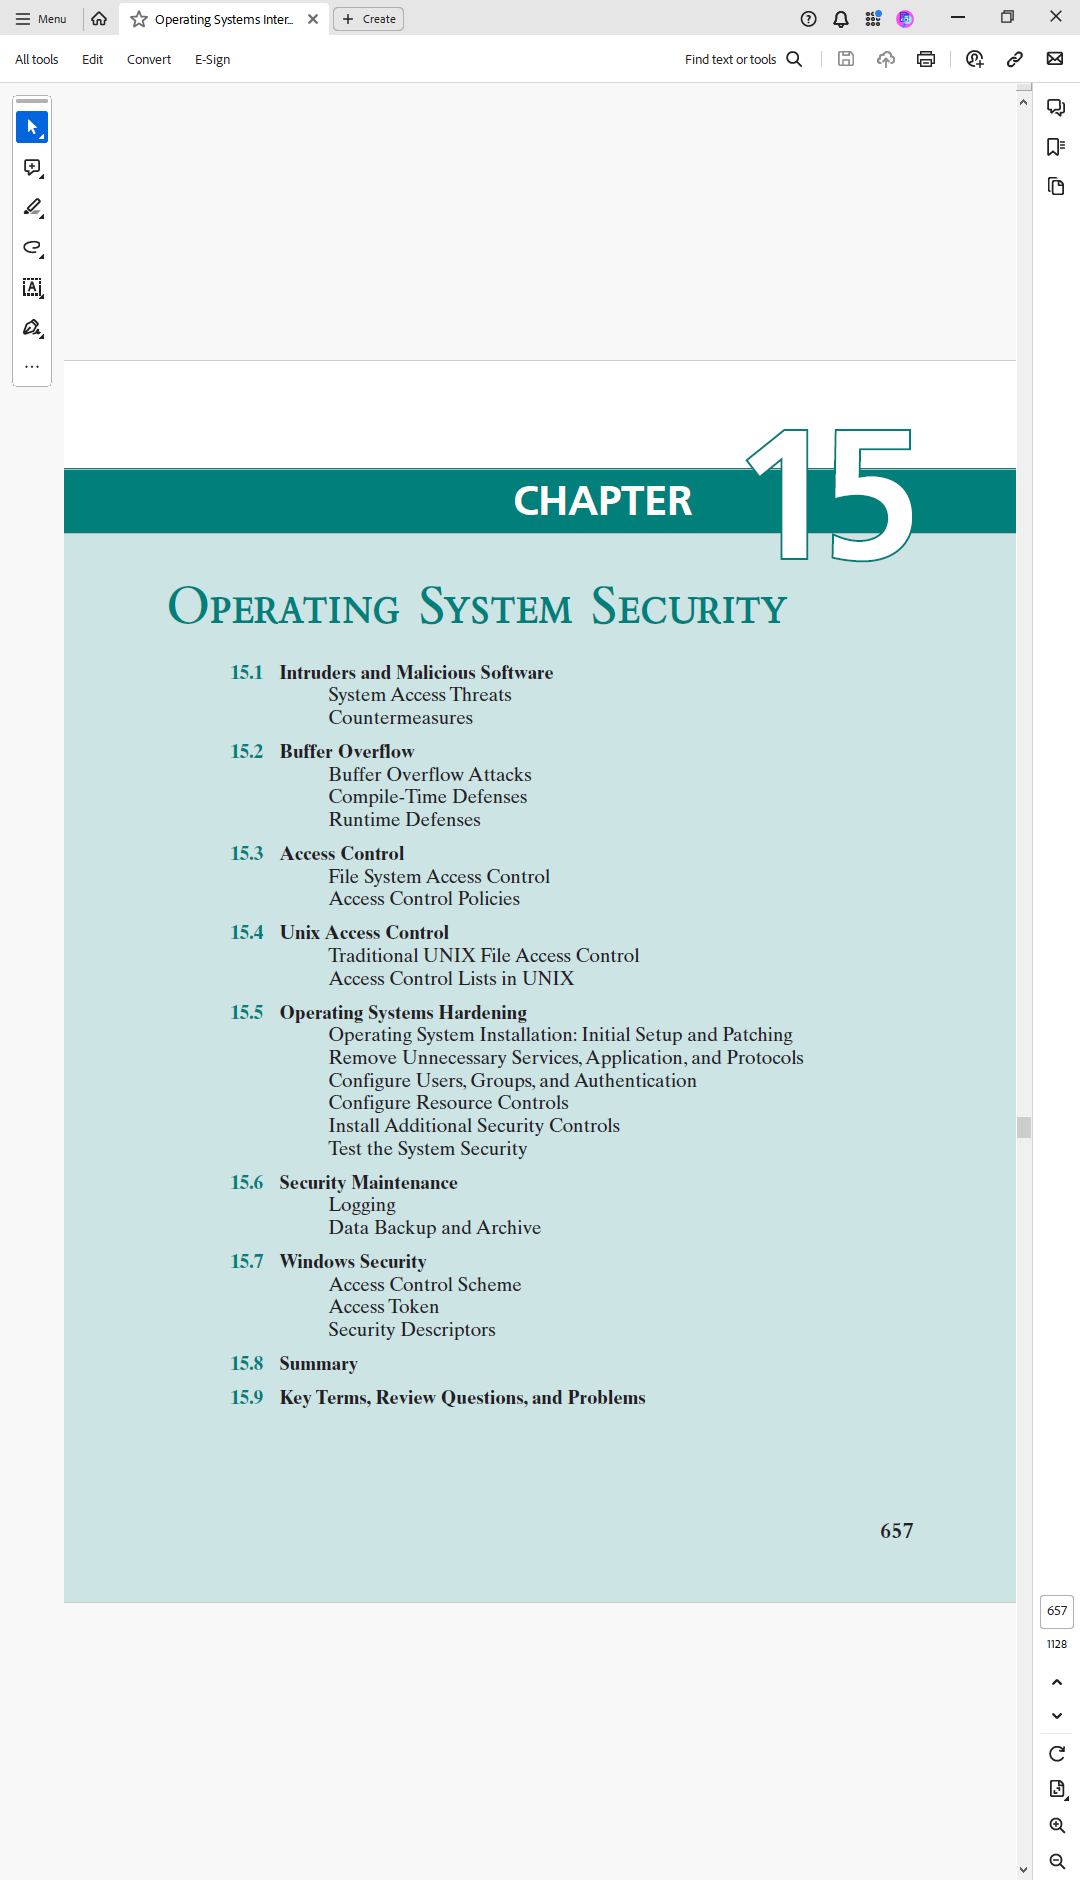 Menu
Operating Systems Inter...
Create
All tools
Edit
Convert
E-Sign
Find text or tools
CHAPTER 15
OPERATING SYSTEM SECURITY
15.1 Intruders and Malicious Software
System Access Threats
Countermeasures
15.2 Buffer Overflow
Buffer Overflow Attacks
Compile-Time Defenses
Runtime Defenses
15.3 Access Control
File System Access Control
Access Control Policies
15.4 Unix Access Control
Traditional UNIX File Access Control
Access Control Lists in UNIX
15.5 Operating Systems Hardening
Operating System Installation: Initial Setup and Patching
Remove Unnecessary Services, Application, and Protocols
Configure Users, Groups, and Authentication
Configure Resource Controls
Install Additional Security Controls
Test the System Security
15.6 Security Maintenance
Logging
Data Backup and Archive
15.7 Windows Security
Access Control Scheme
Access Token
Security Descriptors
15.8 Summary
15.9 Key Terms, Review Questions, and Problems
657
657
1128